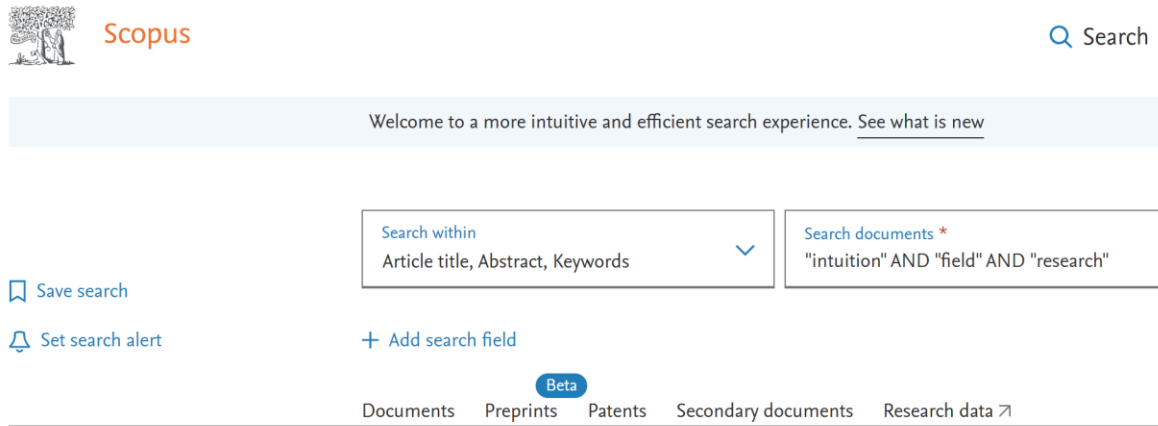 Scopus
Search
Welcome to a more intuitive and efficient search experience. See what is new
Search within
Article title, Abstract, Keywords
Search documents *
"intuition" AND "field" AND "research"
Save search
Set search alert
+ Add search field
Beta
Documents Preprints Patents Secondary documents Research data